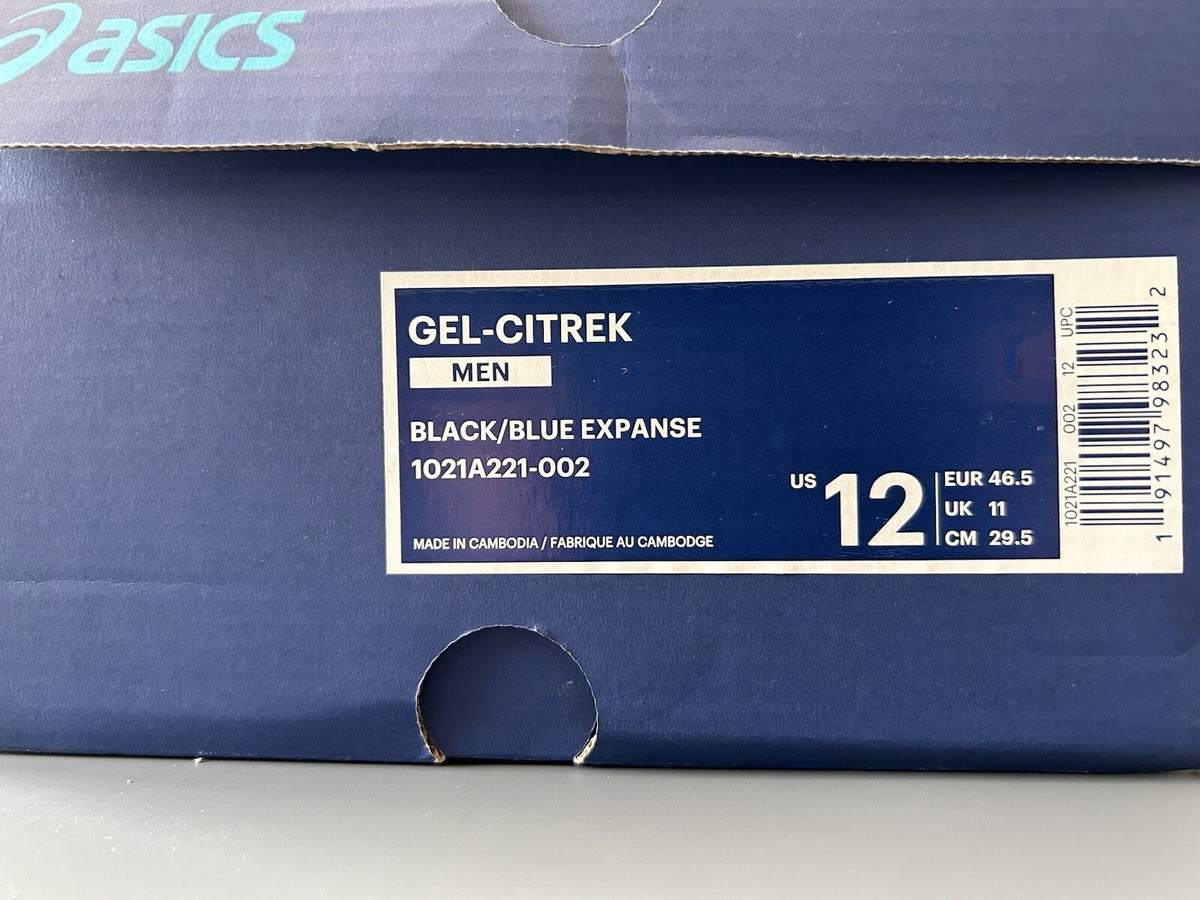 asics
GEL-CITREK
MEN
BLACK/BLUE EXPANSE
1021A221-002
US 12
EUR 46.5
UK 11
CM 29.5
MADE IN CAMBODIA / FABRIQUE AU CAMBODGE
1021A221 002 12 UPC
1 91497 98323 2